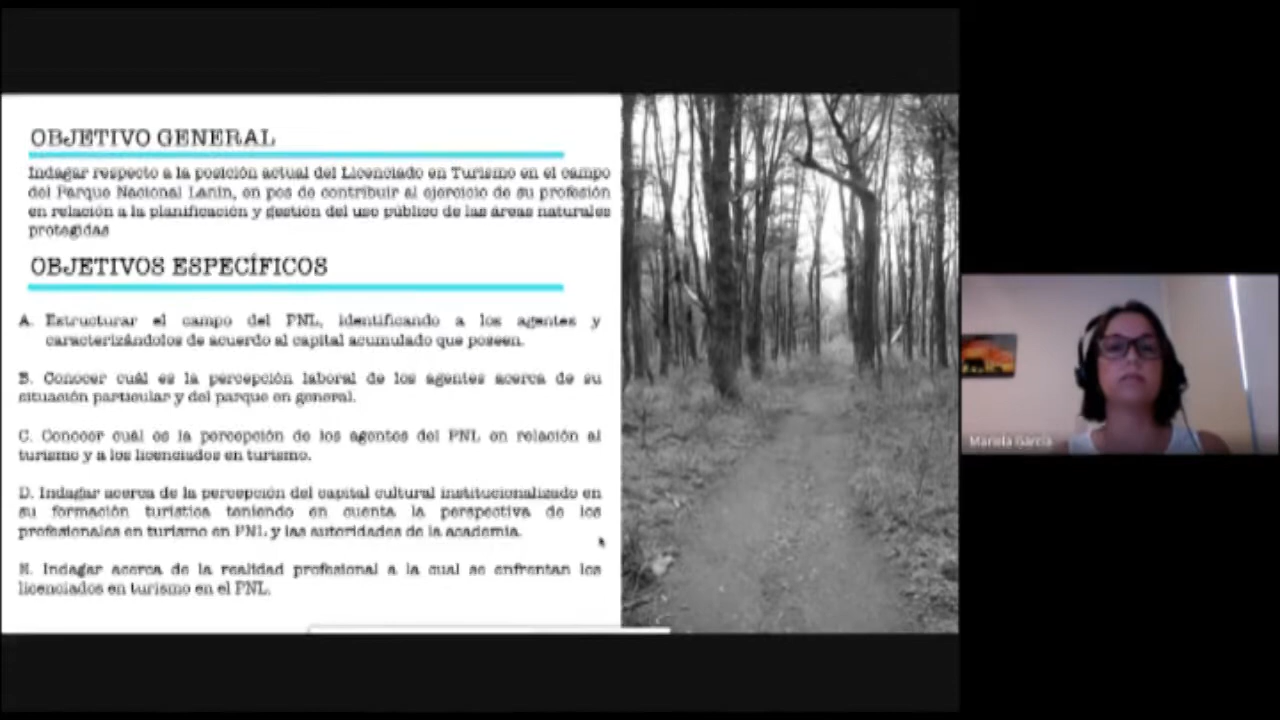 OBJETIVO GENERAL
Indagar respecto a la posición actual del Licenciado en Turismo en el campo
del Parque Nacional Lanín, en pos de contribuir al ejercicio de su profesión
en relación a la planificación y gestión del uso público de las áreas naturales
protegidas
OBJETIVOS ESPECÍFICOS
A. Estructurar el campo del PNL, identificando a los agentes y
caracterizándolos de acuerdo al capital acumulado que poseen.
B. Conocer cuál es la percepción laboral de los agentes acerca de su
situación particular y del parque en general.
C. Conocer cuál es la percepción de los agentes del PNL en relación al
turismo y a los licenciados en turismo.
D. Indagar acerca de la percepción del capital cultural institucionalizado en
su formación turística teniendo en cuenta la perspectiva de los
profesionales en turismo en PNL y las autoridades de la academia.
E. Indagar acerca de la realidad profesional a la cual se enfrentan los
licenciados en turismo en el PNL.
Mariela García